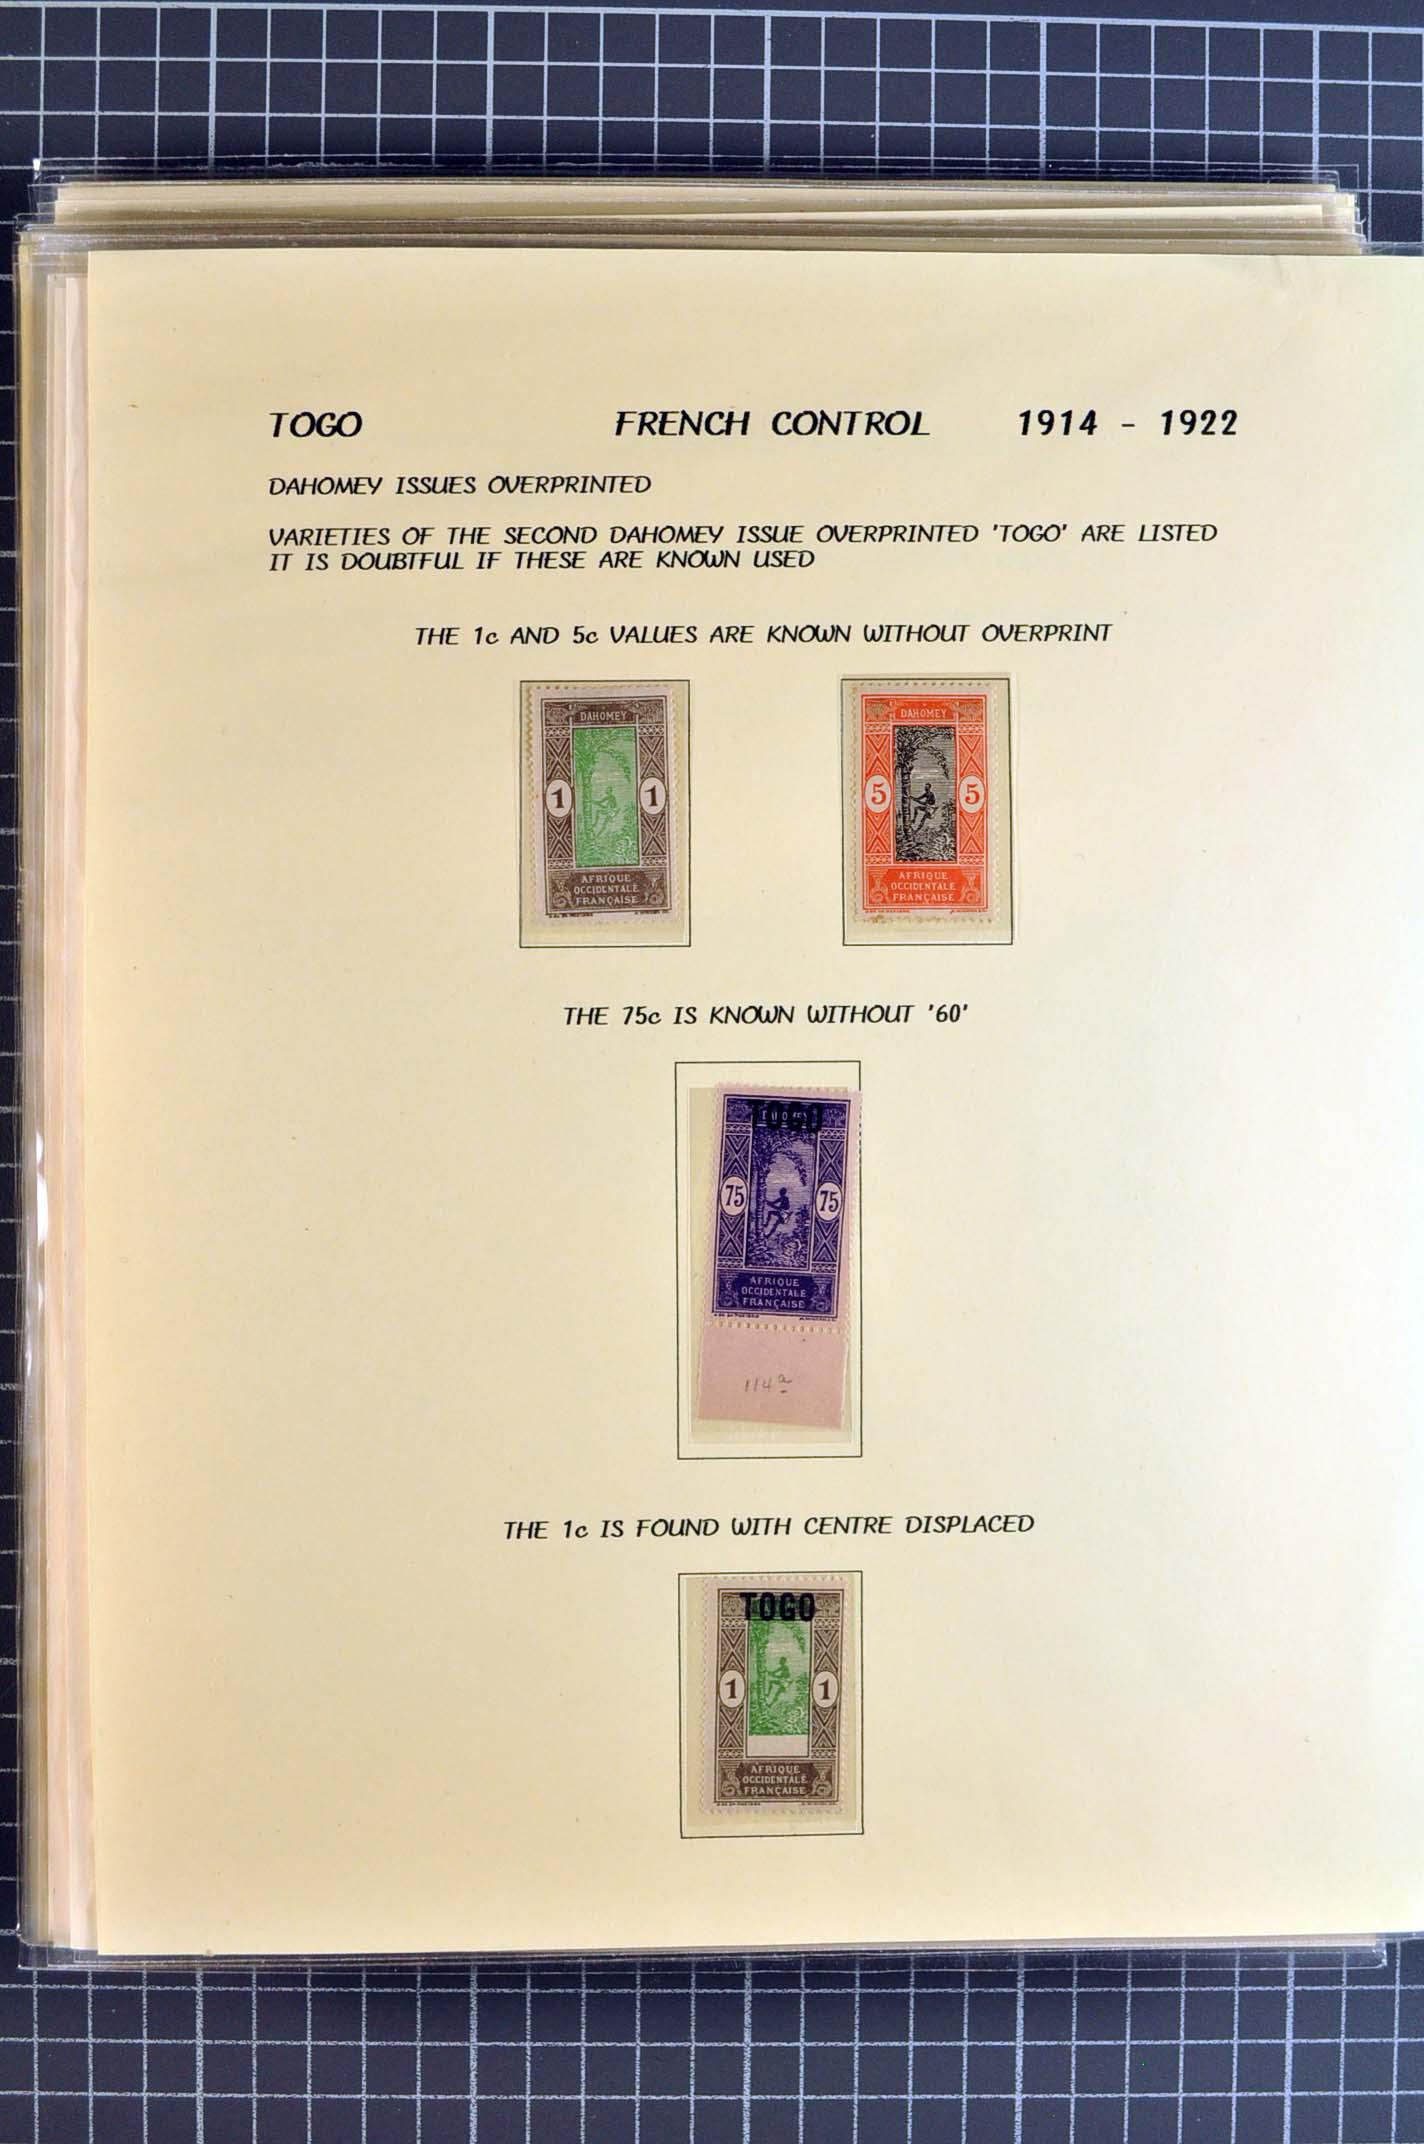 TOGO FRENCH CONTROL 1914 - 1922
DAHOMEY ISSUES OVERPRINTED
VARIETIES OF THE SECOND DAHOMEY ISSUE OVERPRINTED 'TOGO' ARE LISTED
IT IS DOUBTFUL IF THESE ARE KNOWN USED
THE 1c AND 5c VALUES ARE KNOWN WITHOUT OVERPRINT
DAHOMEY
1 1
AFRIQUE
OCCIDENTALE
FRANÇAISE
DAHOMEY
5 5
AFRIQUE
OCCIDENTALE
FRANÇAISE
THE 75c IS KNOWN WITHOUT '60'
TOGO
DAHOMEY
75 75
AFRIQUE
OCCIDENTALE
FRANÇAISE
114a
THE 1c IS FOUND WITH CENTRE DISPLACED
TOGO
1 1
AFRIQUE
OCCIDENTALE
FRANÇAISE